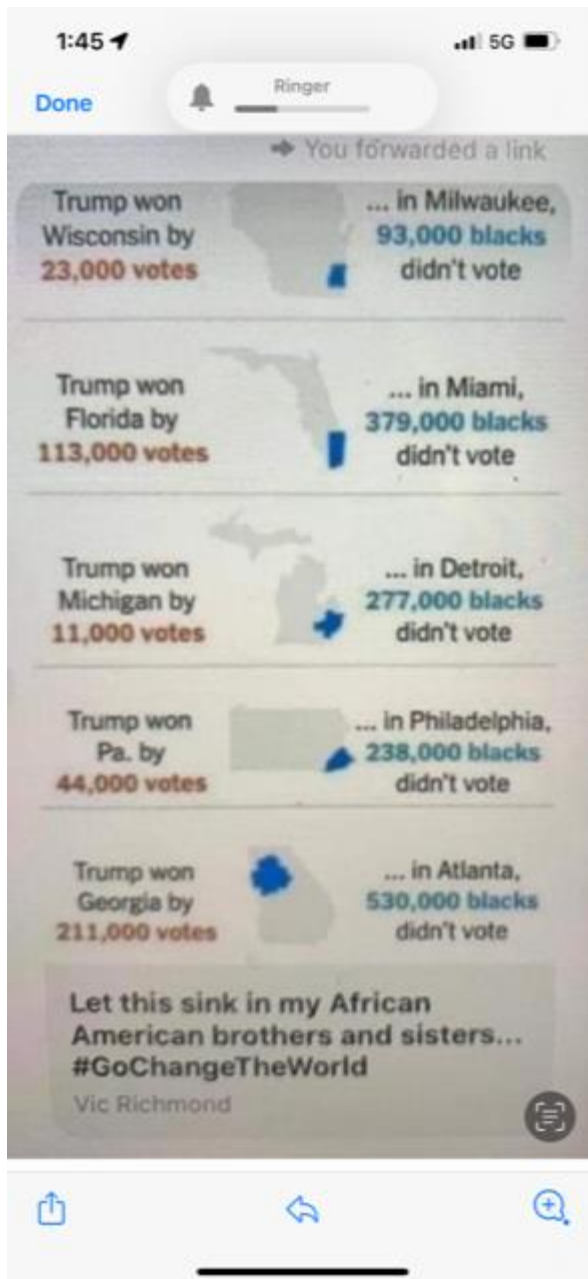 1:45
5G
Done
Ringer
You forwarded a link
Trump won
Wisconsin by
23,000 votes
... in Milwaukee,
93,000 blacks
didn't vote
Trump won
Florida by
113,000 votes
... in Miami,
379,000 blacks
didn't vote
Trump won
Michigan by
11,000 votes
... in Detroit,
277,000 blacks
didn't vote
Trump won
Pa. by
44,000 votes
... in Philadelphia,
238,000 blacks
didn't vote
Trump won
Georgia by
211,000 votes
... in Atlanta,
530,000 blacks
didn't vote
Let this sink in my African
American brothers and sisters...
#GoChangeTheWorld
Vic Richmond